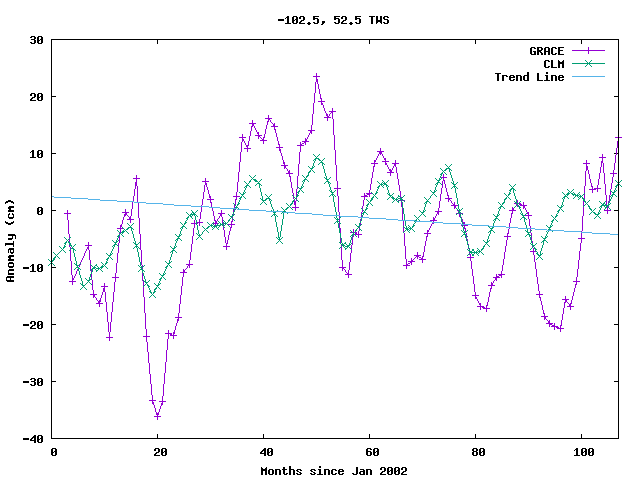 -102.5, 52.5 TWS
GRACE
CLM
Trend Line
30
20
10
0
-10
-20
-30
-40
Anomaly (cm)
0 20 40 60 80 100
Months since Jan 2002